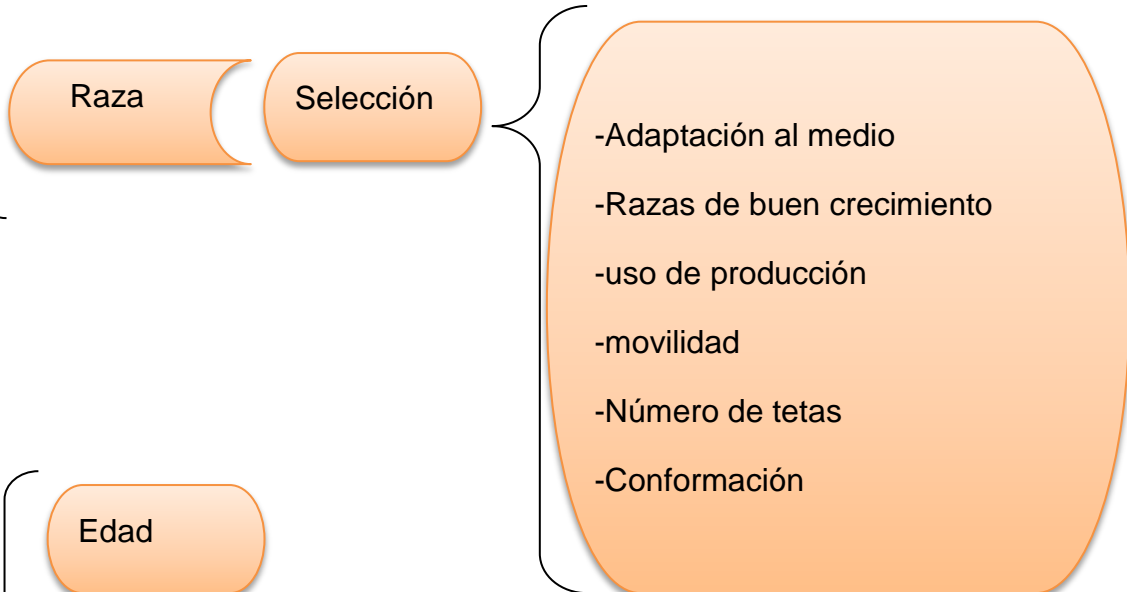 Raza
Selección
-Adaptación al medio
-Razas de buen crecimiento
-uso de producción
-movilidad
-Número de tetas
-Conformación
Edad